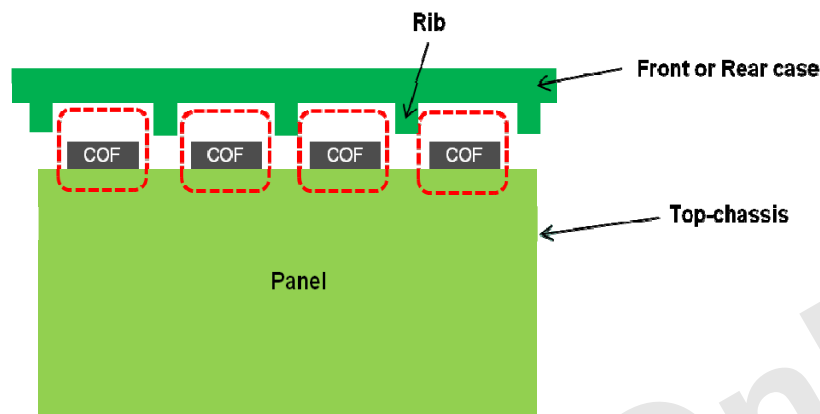 Rib
Front or Rear case
COF COF COF COF
Top-chassis
Panel